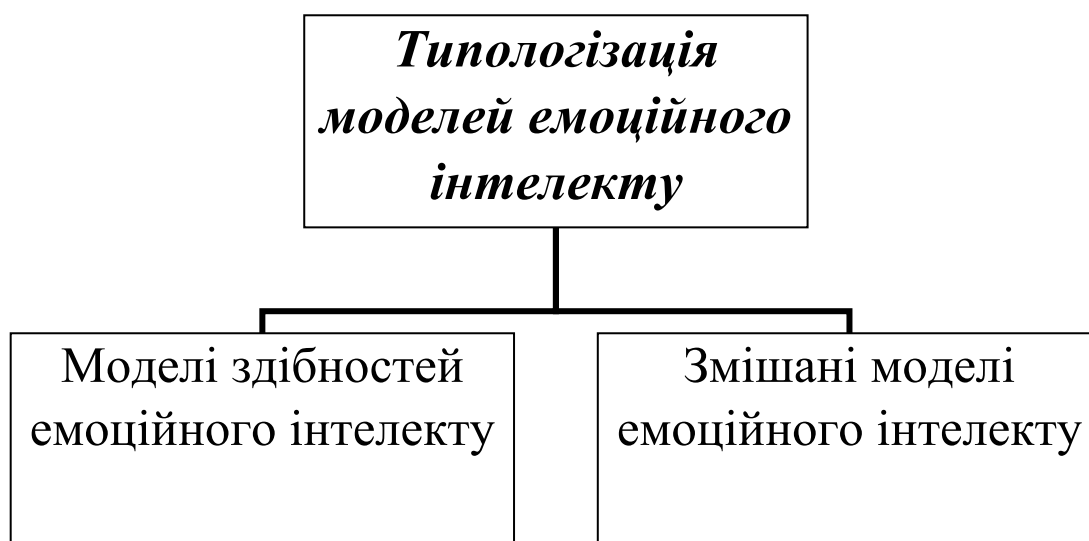 Типологізація
моделей емоційного
інтелекту
Моделі здібностей
емоційного інтелекту
Змішані моделі
емоційного інтелекту